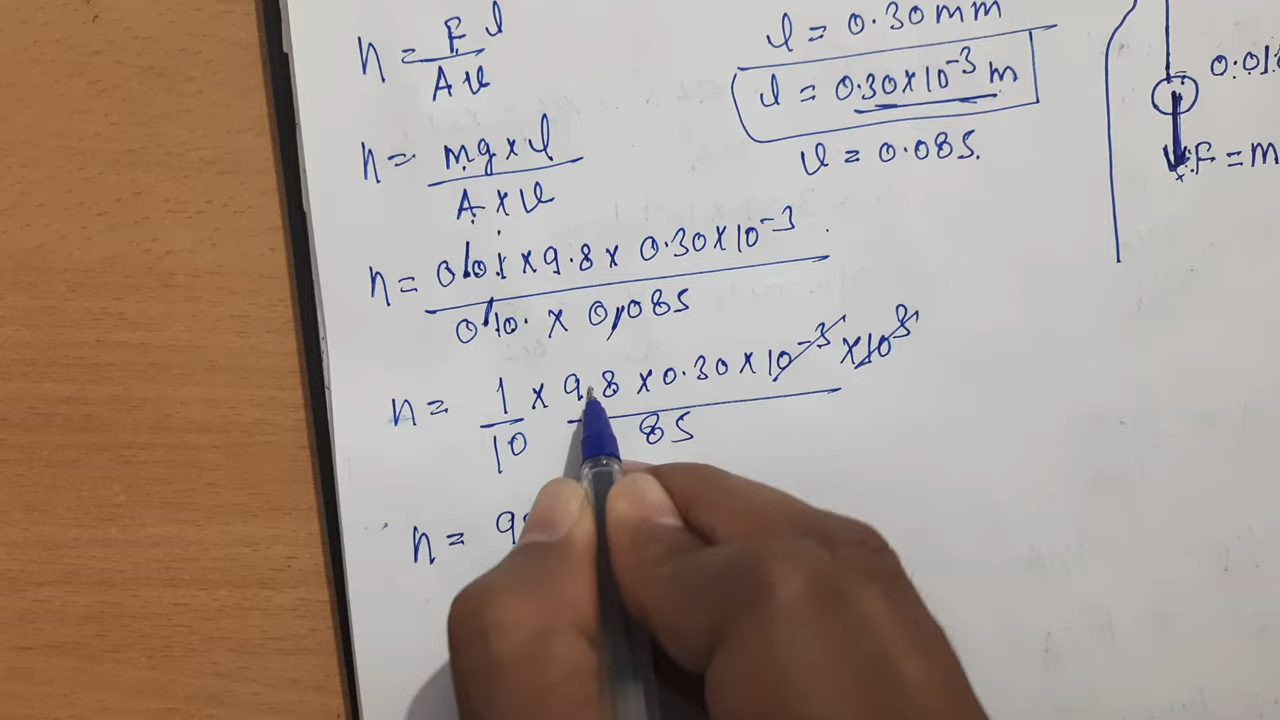 n = F l / A v
l = 0.30 mm
l = 0.30 × 10⁻³ m
v = 0.085.
n = mg × l / A × v
n = 0.01 × 9.8 × 0.30 × 10⁻³ / 0.10. × 0.085
n = 1/10 × 9.8 × 0.30 × 10⁻³ × 10³ / 85
n = 9
0.01
F = m